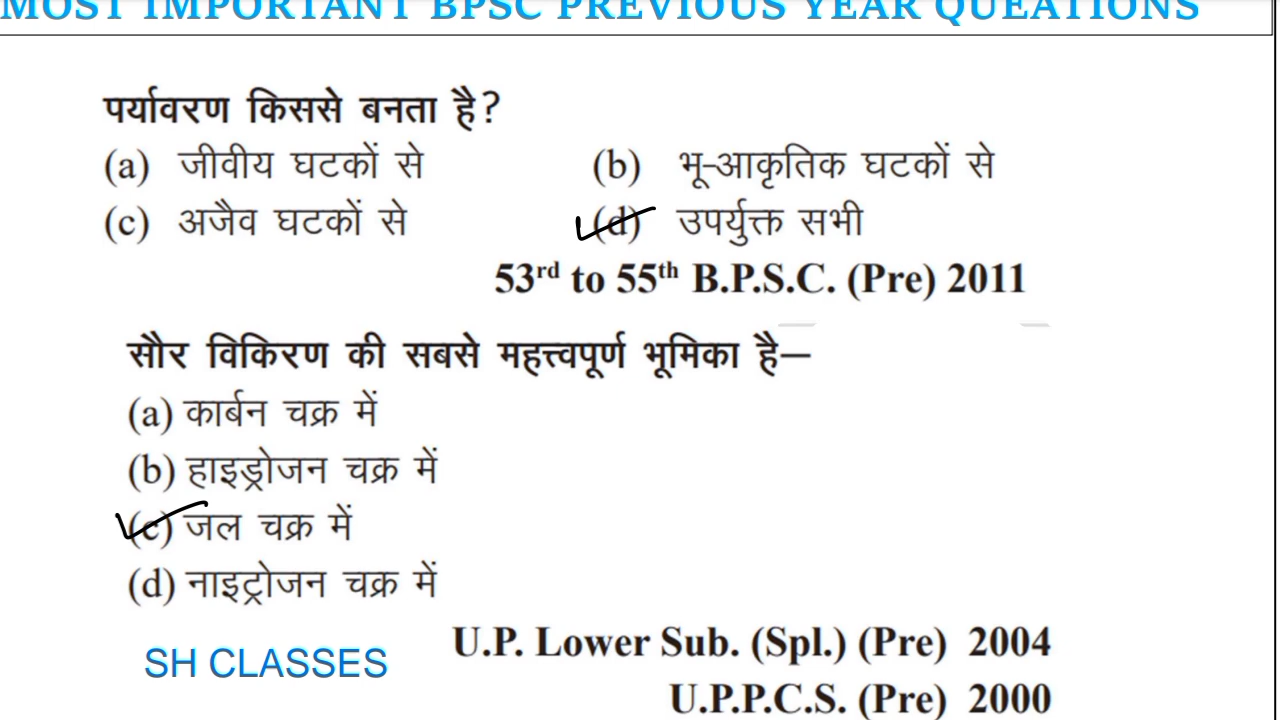 MOST IMPORTANT BPSC PREVIOUS YEAR QUEATIONS
पर्यावरण किससे बनता है?
(a) जीवीय घटकों से (b) भू-आकृतिक घटकों से
(c) अजैव घटकों से (d) उपर्युक्त सभी
53rd to 55th B.P.S.C. (Pre) 2011
सौर विकिरण की सबसे महत्त्वपूर्ण भूमिका है—
(a) कार्बन चक्र में
(b) हाइड्रोजन चक्र में
(c) जल चक्र में
(d) नाइट्रोजन चक्र में
U.P. Lower Sub. (Spl.) (Pre) 2004
SH CLASSES
U.P.P.C.S. (Pre) 2000